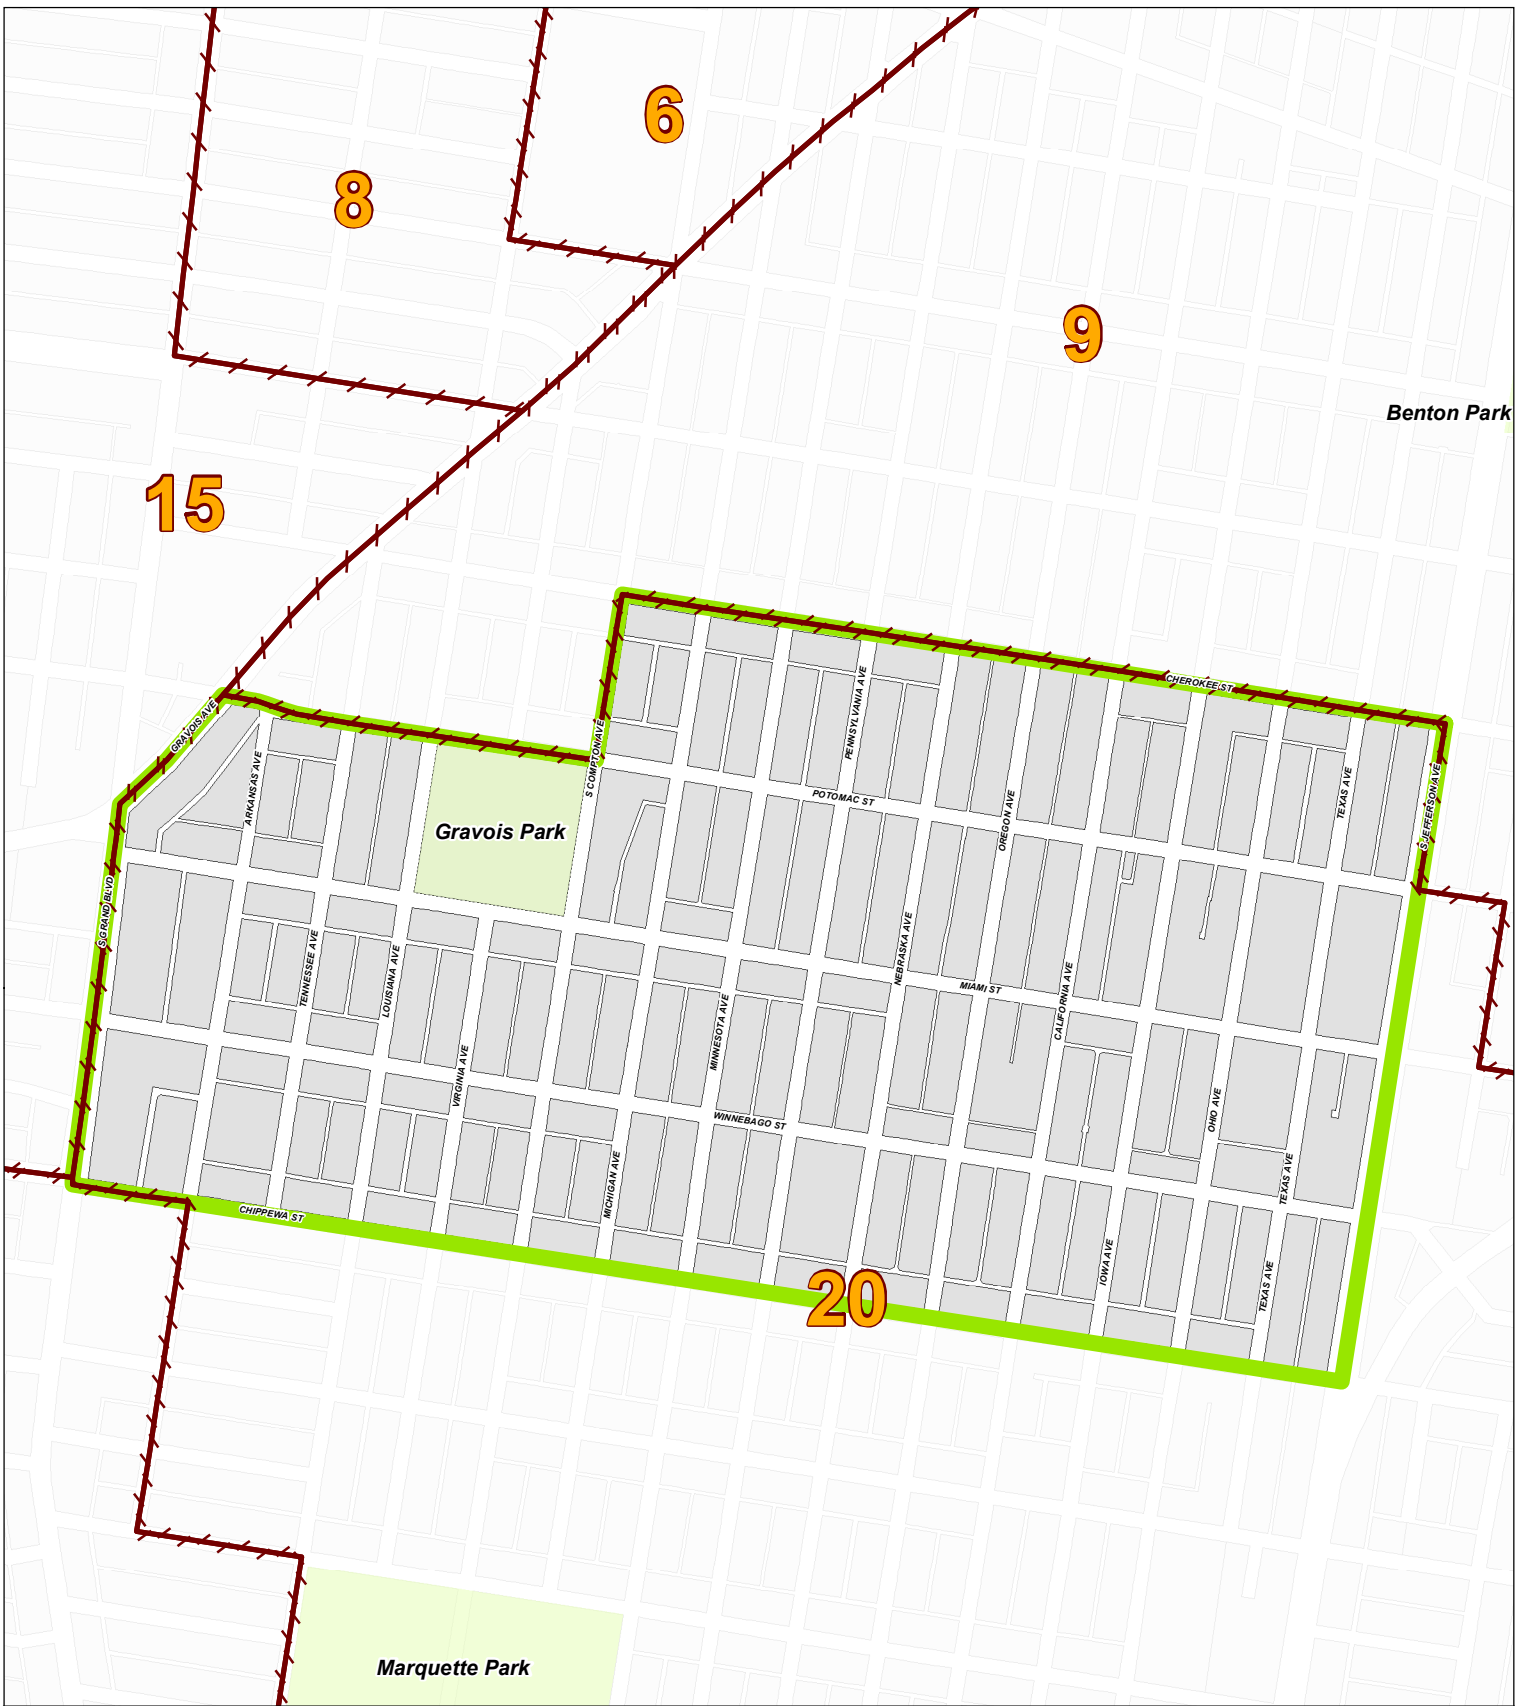 6
8
9
Benton Park
15
CHEROKEE ST
PENNSYLVANIA AVE
GRAVOIS AVE
S COMPTON AVE
ARKANSAS AVE
POTOMAC ST
OREGON AVE
TEXAS AVE
S JEFFERSON AVE
Gravois Park
S GRAND BLVD
TENNESSEE AVE
LOUISIANA AVE
NEBRASKA AVE
MIAMI ST
CALIFORNIA AVE
MINNESOTA AVE
VIRGINIA AVE
WINNEBAGO ST
OHIO AVE
MICHIGAN AVE
TEXAS AVE
CHIPPEWA ST
IOWA AVE
TEXAS AVE
20
Marquette Park